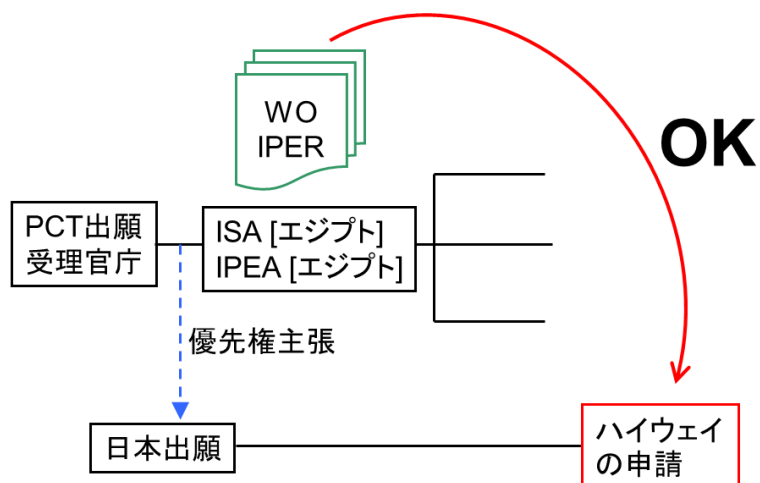 WO
IPER
OK
PCT出願
受理官庁
ISA [エジプト]
IPEA [エジプト]
優先権主張
日本出願
ハイウェイ
の申請